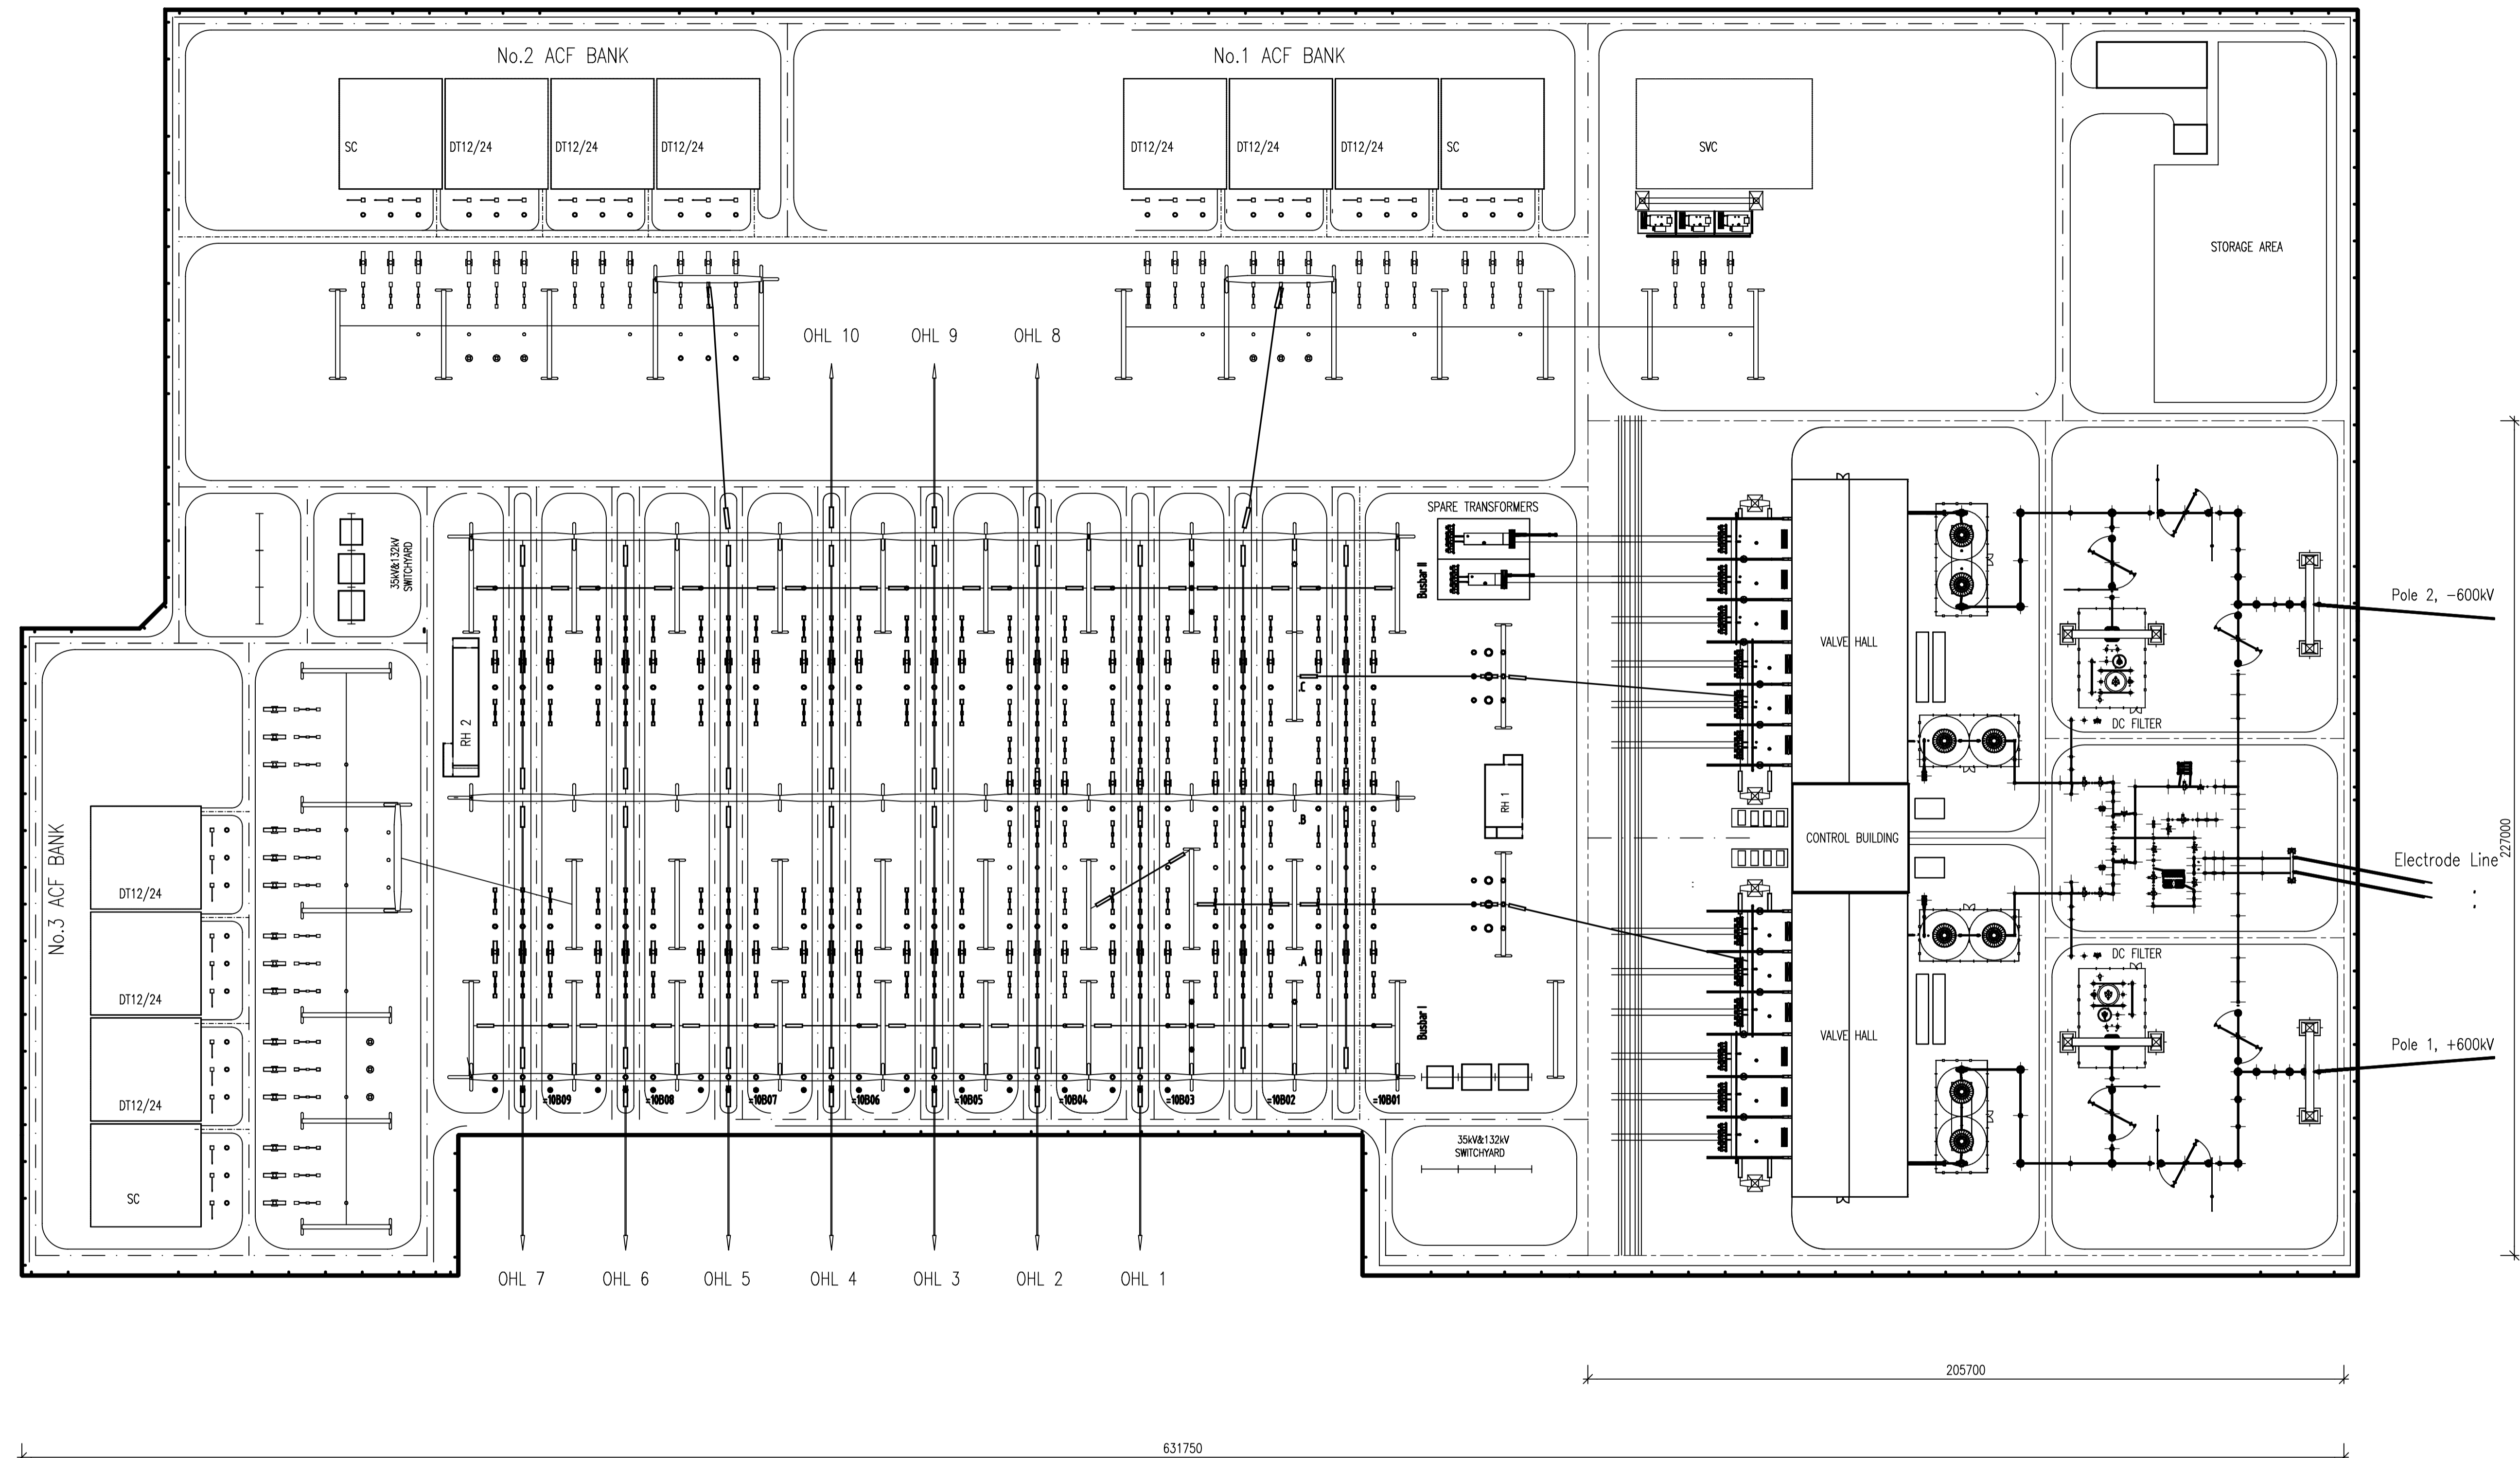 No.2 ACF BANK
No.1 ACF BANK
SC
DT12/24
DT12/24
DT12/24
DT12/24
DT12/24
DT12/24
SC
SVC
STORAGE AREA
OHL 10
OHL 9
OHL 8
35kV&132kV
SWITCHYARD
SPARE TRANSFORMERS
Busbar II
Pole 2, -600kV
VALVE HALL
RH 2
.C
DC FILTER
RH 1
.B
CONTROL BUILDING
No.3 ACF BANK
DT12/24
Electrode Line
227000
.A
DC FILTER
DT12/24
Busbar I
VALVE HALL
Pole 1, +600kV
DT12/24
=10B09
=10B08
=10B07
=10B06
=10B05
=10B04
=10B03
=10B02
=10B01
35kV&132kV
SWITCHYARD
SC
OHL 7
OHL 6
OHL 5
OHL 4
OHL 3
OHL 2
OHL 1
205700
631750